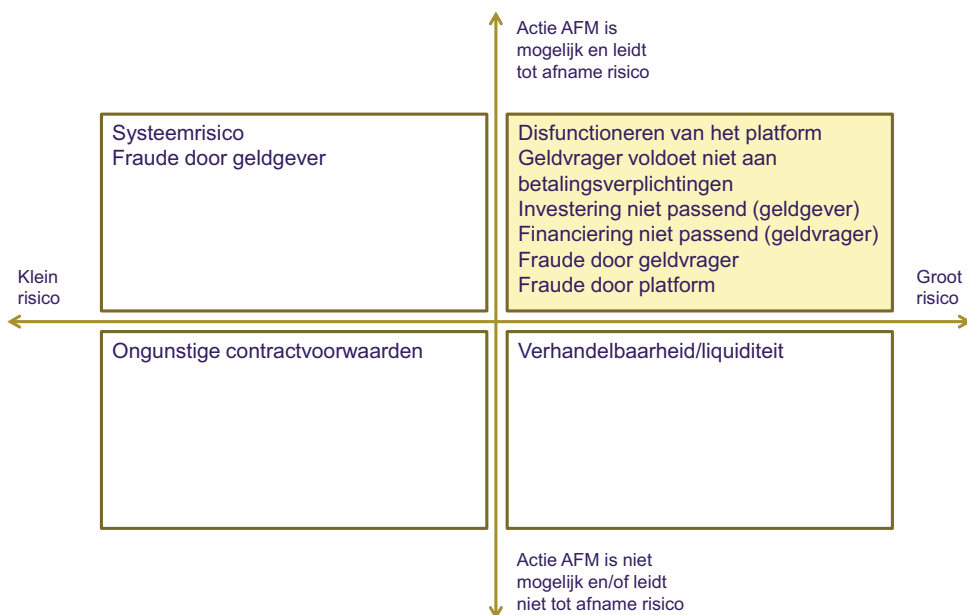 Actie AFM is
mogelijk en leidt
tot afname risico
Systeemrisico
Fraude door geldgever
Disfunctioneren van het platform
Geldvrager voldoet niet aan
betalingsverplichtingen
Investering niet passend (geldgever)
Financiering niet passend (geldvrager)
Fraude door geldvrager
Fraude door platform
Klein
risico
Groot
risico
Ongunstige contractvoorwaarden
Verhandelbaarheid/liquiditeit
Actie AFM is niet
mogelijk en/of leidt
niet tot afname risico